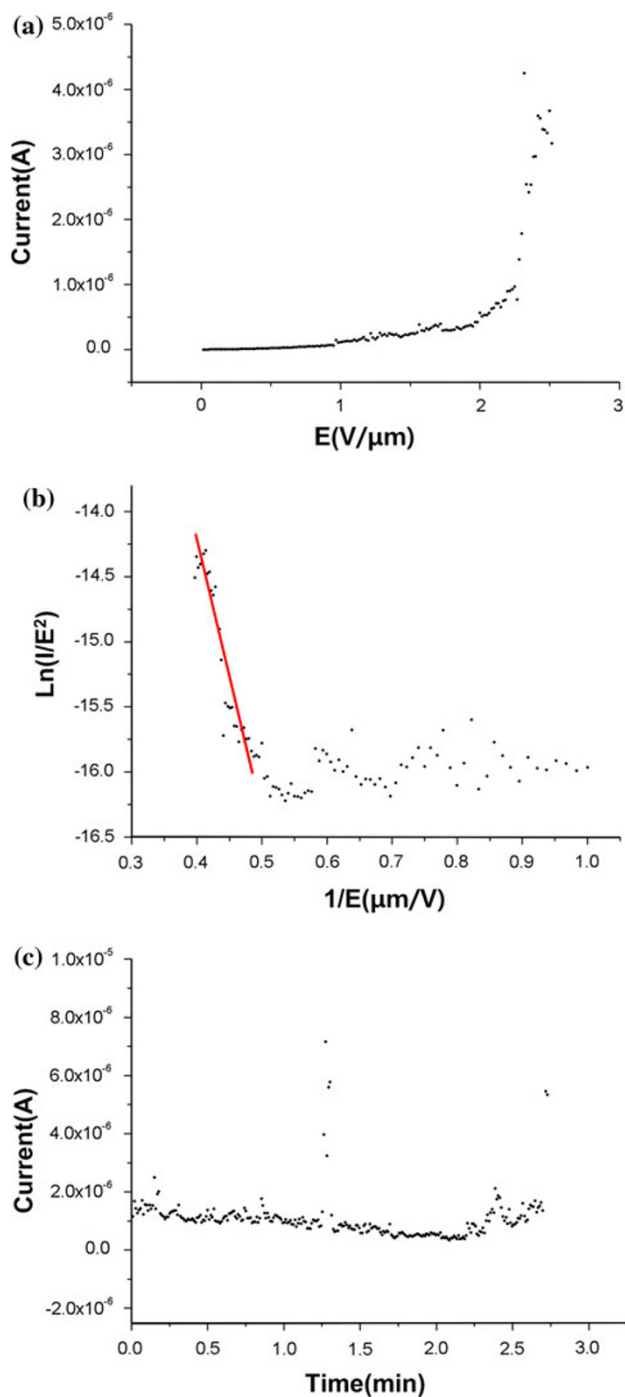 (a)
5.0x10⁻⁶
4.0x10⁻⁶
3.0x10⁻⁶
2.0x10⁻⁶
1.0x10⁻⁶
0.0
Current(A)
0 1 2 3
E(V/μm)
(b)
-14.0
-14.5
-15.0
-15.5
-16.0
-16.5
Ln(I/E²)
0.3 0.4 0.5 0.6 0.7 0.8 0.9 1.0
1/E(μm/V)
(c)
1.0x10⁻⁵
8.0x10⁻⁶
6.0x10⁻⁶
4.0x10⁻⁶
2.0x10⁻⁶
0.0
-2.0x10⁻⁶
Current(A)
0.0 0.5 1.0 1.5 2.0 2.5 3.0
Time(min)